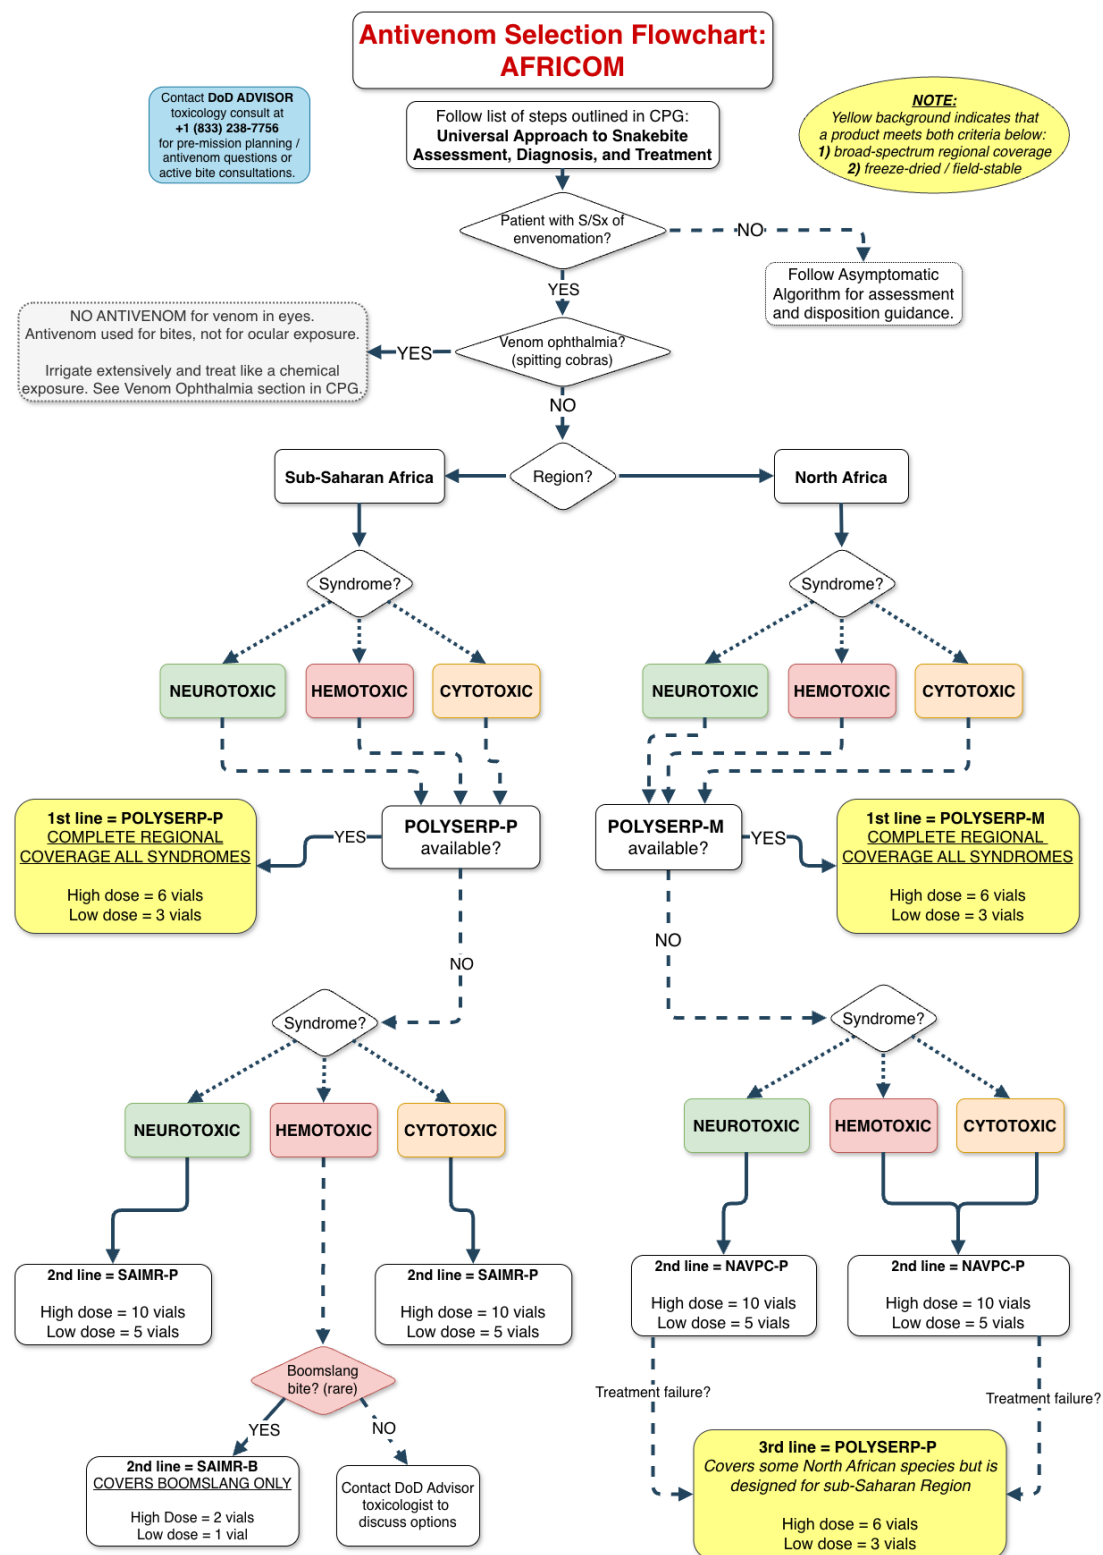 Antivenom Selection Flowchart:
AFRICOM
Contact DoD ADVISOR
toxicology consult at
+1 (833) 238-7756
for pre-mission planning /
antivenom questions or
active bite consultations.
Follow list of steps outlined in CPG:
Universal Approach to Snakebite
Assessment, Diagnosis, and Treatment
NOTE:
Yellow background indicates that
a product meets both criteria below:
1) broad-spectrum regional coverage
2) freeze-dried / field-stable
Patient with S/Sx of
envenomation?
NO
Follow Asymptomatic
Algorithm for assessment
and disposition guidance.
YES
Venom ophthalmia?
(spitting cobras)
YES
NO ANTIVENOM for venom in eyes.
Antivenom used for bites, not for ocular exposure.
Irrigate extensively and treat like a chemical
exposure. See Venom Ophthalmia section in CPG.
NO
Region?
Sub-Saharan Africa
North Africa
Syndrome?
Syndrome?
NEUROTOXIC
HEMOTOXIC
CYTOTOXIC
NEUROTOXIC
HEMOTOXIC
CYTOTOXIC
1st line = POLYSERP-P
COMPLETE REGIONAL
COVERAGE ALL SYNDROMES
High dose = 6 vials
Low dose = 3 vials
YES
POLYSERP-P
available?
POLYSERP-M
available?
YES
1st line = POLYSERP-M
COMPLETE REGIONAL
COVERAGE ALL SYNDROMES
High dose = 6 vials
Low dose = 3 vials
NO
NO
Syndrome?
Syndrome?
NEUROTOXIC
HEMOTOXIC
CYTOTOXIC
NEUROTOXIC
HEMOTOXIC
CYTOTOXIC
2nd line = SAIMR-P
High dose = 10 vials
Low dose = 5 vials
2nd line = SAIMR-P
High dose = 10 vials
Low dose = 5 vials
2nd line = NAVPC-P
High dose = 10 vials
Low dose = 5 vials
2nd line = NAVPC-P
High dose = 10 vials
Low dose = 5 vials
Boomslang
bite? (rare)
YES
NO
2nd line = SAIMR-B
COVERS BOOMSLANG ONLY
High Dose = 2 vials
Low dose = 1 vial
Contact DoD Advisor
toxicologist to
discuss options
Treatment failure?
Treatment failure?
3rd line = POLYSERP-P
Covers some North African species but is
designed for sub-Saharan Region
High dose = 6 vials
Low dose = 3 vials